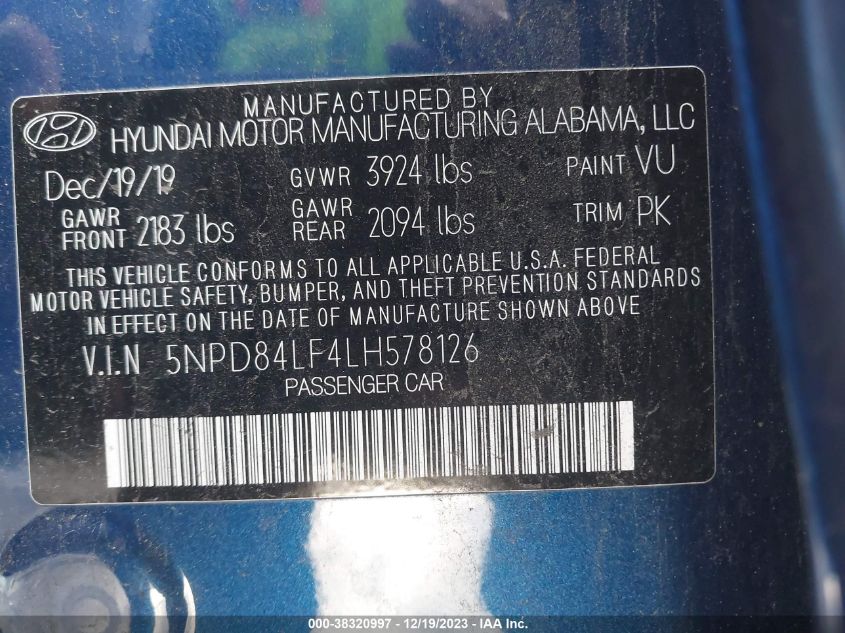 MANUFACTURED BY
HYUNDAI MOTOR MANUFACTURING ALABAMA, LLC
Dec/19/19 GVWR 3924 lbs PAINT VU
GAWR FRONT 2183 lbs GAWR REAR 2094 lbs TRIM PK
THIS VEHICLE CONFORMS TO ALL APPLICABLE U.S.A. FEDERAL
MOTOR VEHICLE SAFETY, BUMPER, AND THEFT PREVENTION STANDARDS
IN EFFECT ON THE DATE OF MANUFACTURE SHOWN ABOVE
V.I.N 5NPD84LF4LH578126
PASSENGER CAR
000-38320997 - 12/19/2023 - IAA Inc.